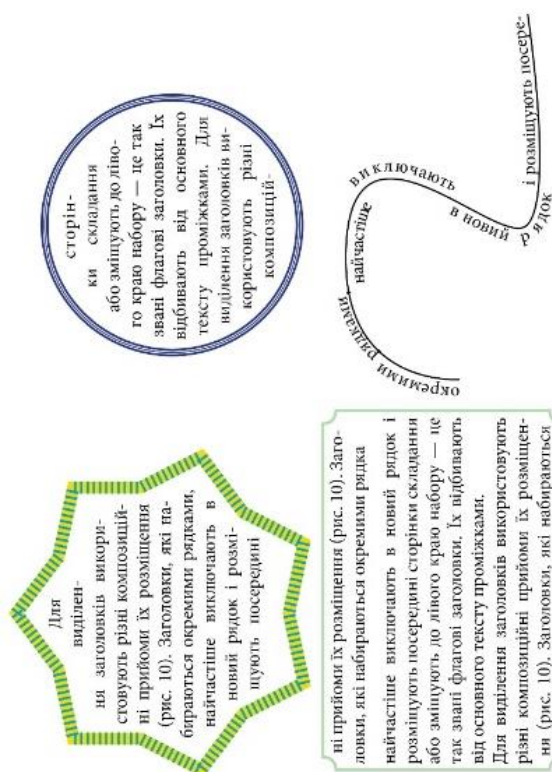 Для
виділен-
ня заголовків викори-
стовують різні композицій-
ні прийоми їх розміщення
(рис. 10). Заголовки, які на-
бираються окремими рядками,
найчастіше виключають в
новий рядок і розмі-
щують посередині
сторін-
ки складання
або зміщують до ліво-
го краю набору — це так
звані флагові заголовки. Їх
відбивають від основного
тексту проміжками. Для
виділення заголовків ви-
користовують різні
композицій-
ні прийоми їх розміщення (рис. 10). Заго-
ловки, які набираються окремими рядка
найчастіше виключають в новий рядок і
розміщують посередині сторінки складання
або зміщують до лівого краю набору — це
так звані флагові заголовки. Їх відбивають
від основного тексту проміжками.
Для виділення заголовків використовують
різні композиційні прийоми їх розміщен-
ня (рис. 10). Заголовки, які набираються
окремими рядками, найчастіше виключають в новий рядок і розміщують посере-